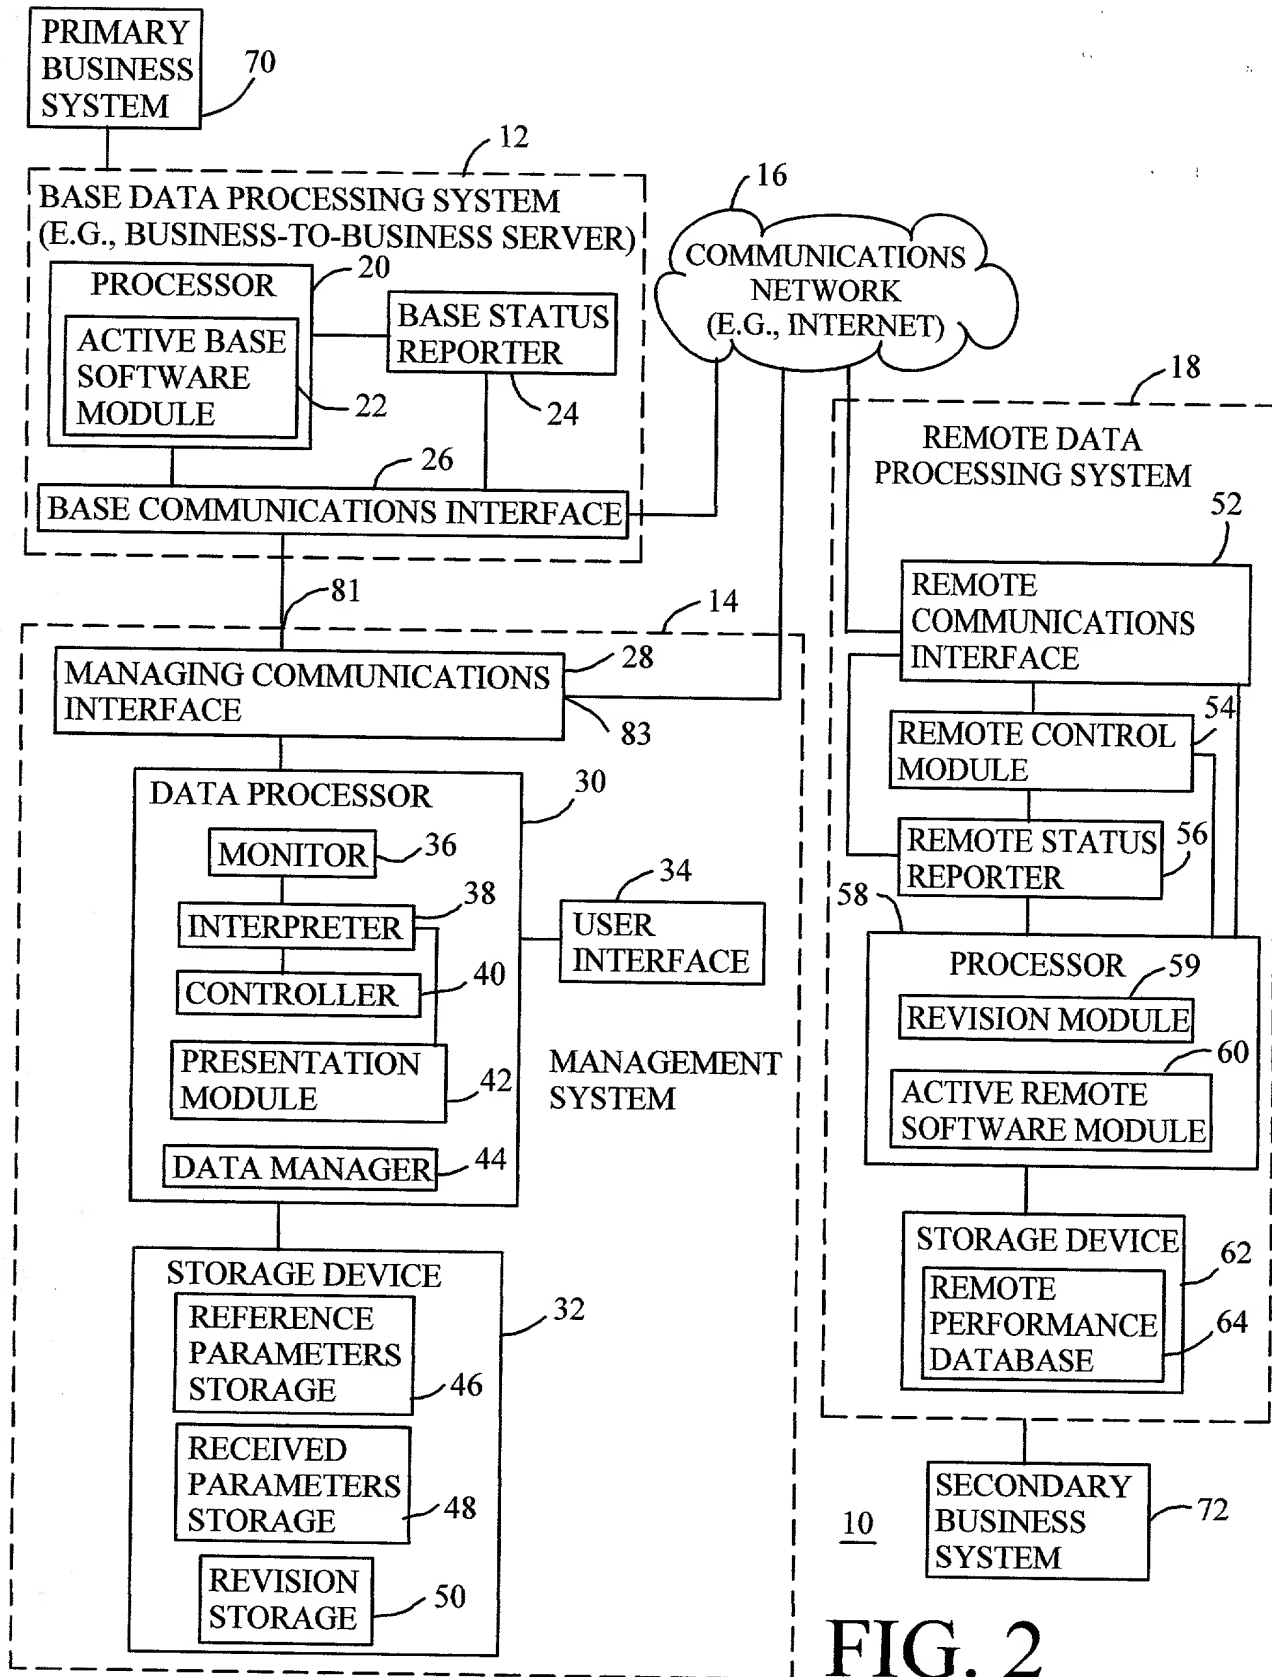 PRIMARY
BUSINESS
SYSTEM
70
12
BASE DATA PROCESSING SYSTEM
(E.G., BUSINESS-TO-BUSINESS SERVER)
20
PROCESSOR
ACTIVE BASE
SOFTWARE
MODULE
22
BASE STATUS
REPORTER
24
26
BASE COMMUNICATIONS INTERFACE
16
COMMUNICATIONS
NETWORK
(E.G., INTERNET)
81
14
MANAGING COMMUNICATIONS
INTERFACE
28
83
DATA PROCESSOR
30
MONITOR
36
INTERPRETER
38
CONTROLLER
40
PRESENTATION
MODULE
42
DATA MANAGER
44
34
USER
INTERFACE
MANAGEMENT
SYSTEM
STORAGE DEVICE
32
REFERENCE
PARAMETERS
STORAGE
46
RECEIVED
PARAMETERS
STORAGE
48
REVISION
STORAGE
50
18
REMOTE DATA
PROCESSING SYSTEM
52
REMOTE
COMMUNICATIONS
INTERFACE
54
REMOTE CONTROL
MODULE
REMOTE STATUS
REPORTER
56
58
PROCESSOR
59
REVISION MODULE
60
ACTIVE REMOTE
SOFTWARE MODULE
STORAGE DEVICE
62
REMOTE
PERFORMANCE
DATABASE
64
SECONDARY
BUSINESS
SYSTEM
72
10
FIG. 2